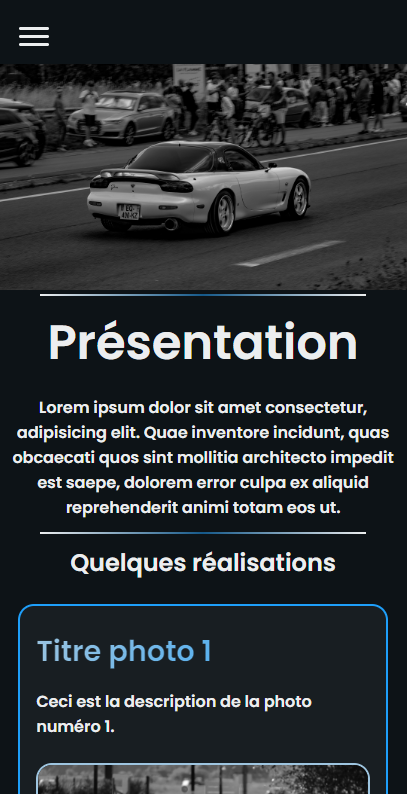 Présentation
Lorem ipsum dolor sit amet consectetur,
adipisicing elit. Quae inventore incidunt, quas
obcaecati quos sint mollitia architecto impedit
est saepe, dolorem error culpa ex aliquid
reprehenderit animi totam eos ut.
Quelques réalisations
Titre photo 1
Ceci est la description de la photo
numéro 1.